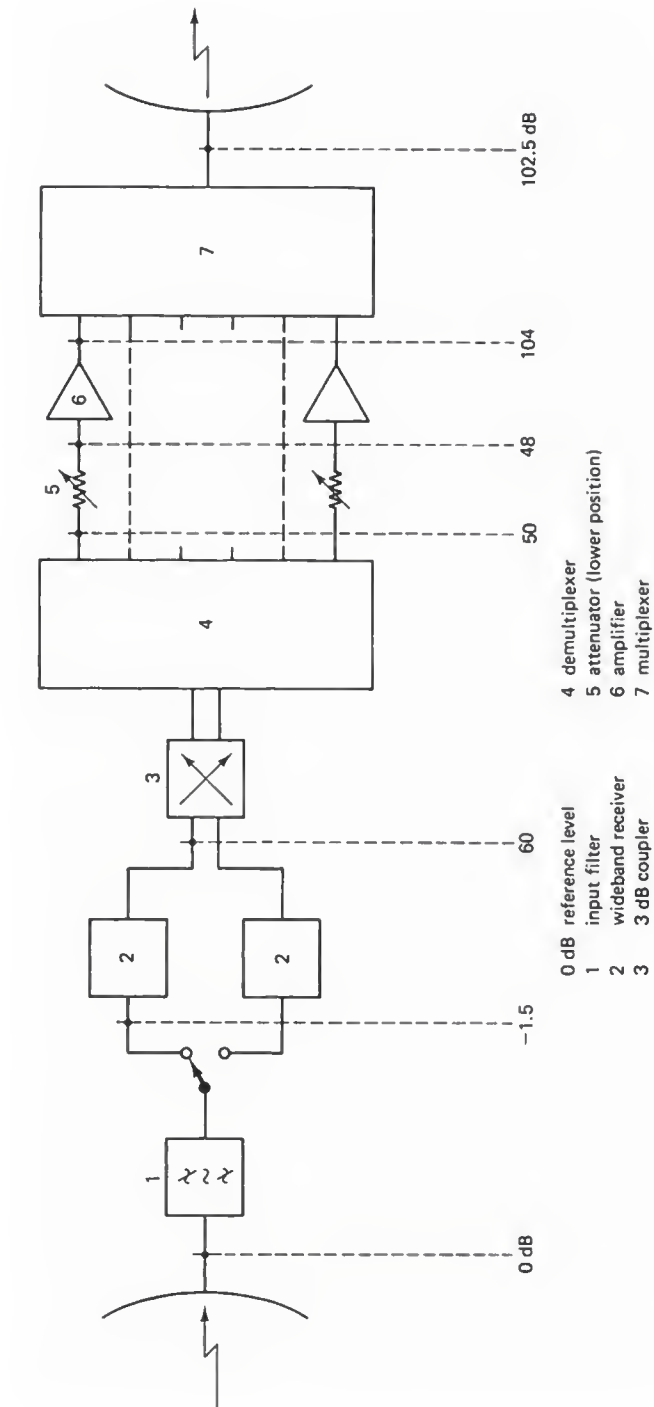 1
2
2
3
4
5
6
7
0 dB
−1.5
60
50
48
104
102.5 dB
0 dB reference level
1 input filter
2 wideband receiver
3 3 dB coupler
4 demultiplexer
5 attenuator (lower position)
6 amplifier
7 multiplexer